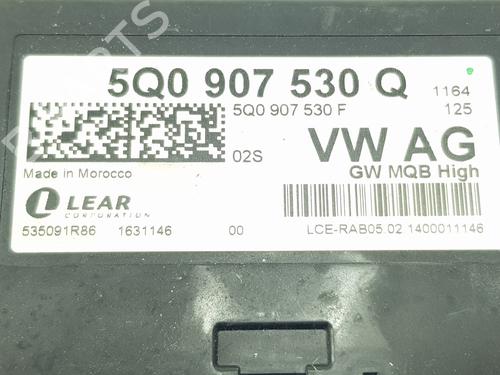 5Q0 907 530 Q 1164
5Q0 907 530 F 125
02S VW AG
Made in Morocco GW MQB High
LEAR
CORPORATION
535091R86 1631146 00 LCE-RAB05.02 1400011146